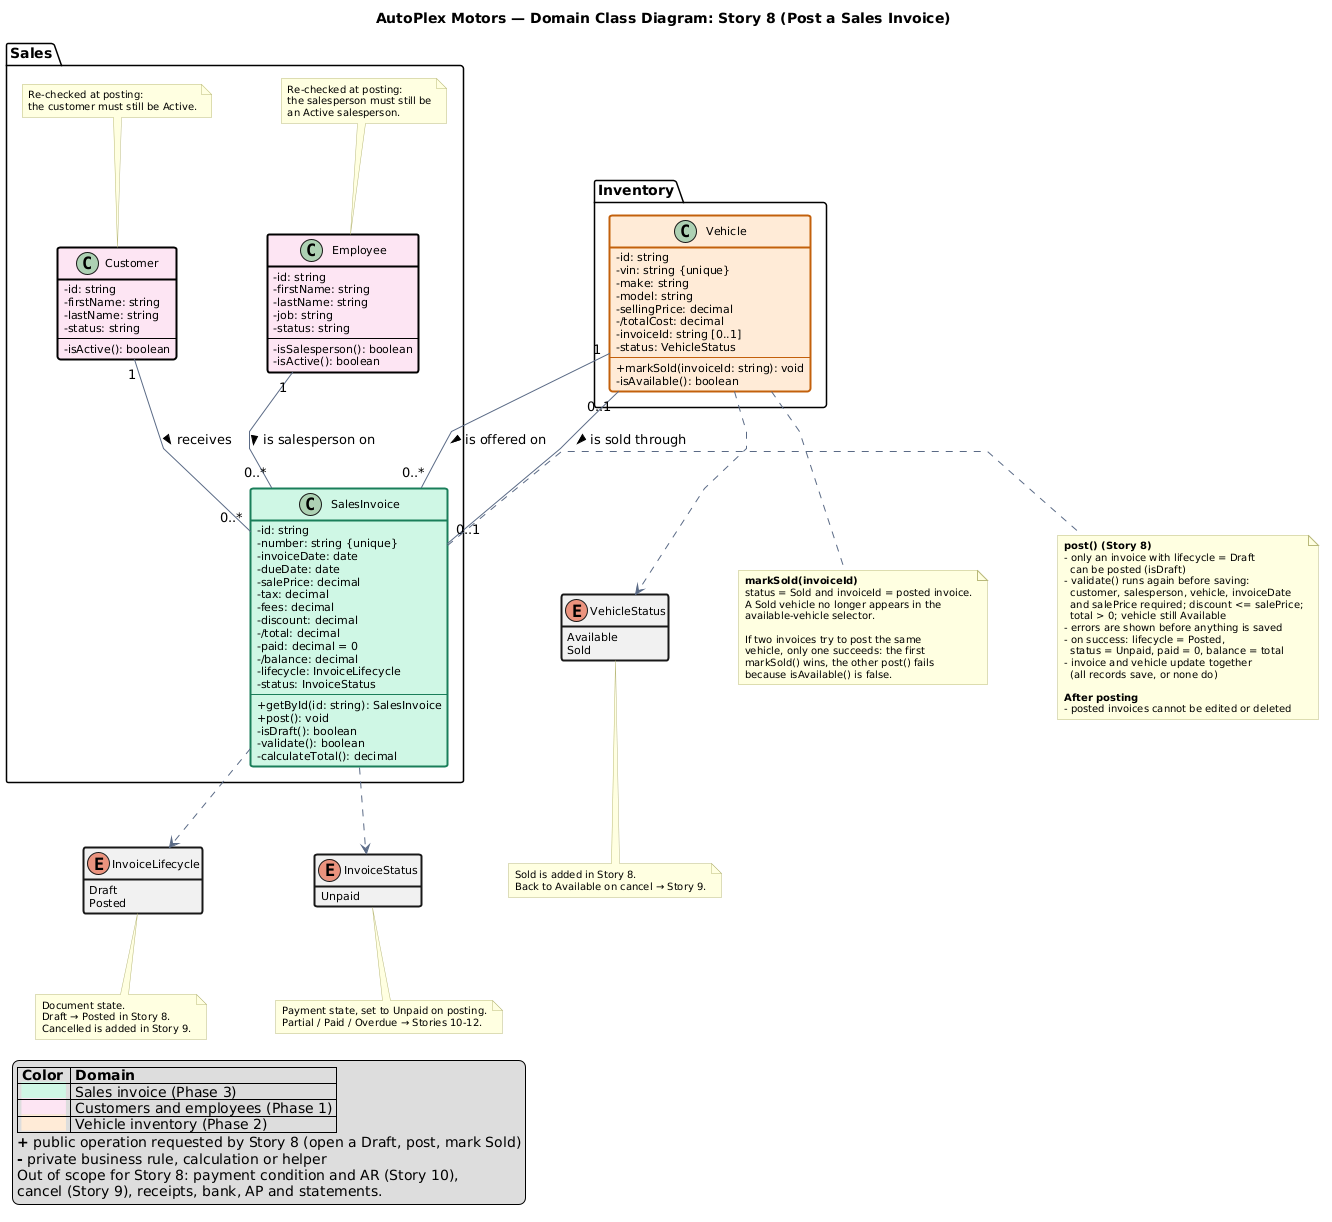 AutoPlex Motors — Domain Class Diagram: Story 8 (Post a Sales Invoice)
Sales
Re-checked at posting:
the customer must still be Active.
Re-checked at posting:
the salesperson must still be
an Active salesperson.
Inventory
C Vehicle
-id: string
-vin: string {unique}
-make: string
-model: string
-sellingPrice: decimal
-/totalCost: decimal
-invoiceId: string [0..1]
-status: VehicleStatus
+markSold(invoiceId: string): void
-isAvailable(): boolean
C Customer
-id: string
-firstName: string
-lastName: string
-status: string
-isActive(): boolean
C Employee
-id: string
-firstName: string
-lastName: string
-job: string
-status: string
-isSalesperson(): boolean
-isActive(): boolean
1
1
1
0..1
receives
is salesperson on
is offered on
is sold through
0..*
0..*
0..*
0..1
C SalesInvoice
-id: string
-number: string {unique}
-invoiceDate: date
-dueDate: date
-salePrice: decimal
-tax: decimal
-fees: decimal
-discount: decimal
-/total: decimal
-paid: decimal = 0
-/balance: decimal
-lifecycle: InvoiceLifecycle
-status: InvoiceStatus
+getById(id: string): SalesInvoice
+post(): void
-isDraft(): boolean
-validate(): boolean
-calculateTotal(): decimal
E VehicleStatus
Available
Sold
markSold(invoiceId)
status = Sold and invoiceId = posted invoice.
A Sold vehicle no longer appears in the
available-vehicle selector.
If two invoices try to post the same
vehicle, only one succeeds: the first
markSold() wins, the other post() fails
because isAvailable() is false.
post() (Story 8)
- only an invoice with lifecycle = Draft
can be posted (isDraft)
- validate() runs again before saving:
customer, salesperson, vehicle, invoiceDate
and salePrice required; discount <= salePrice;
total > 0; vehicle still Available
- errors are shown before anything is saved
- on success: lifecycle = Posted,
status = Unpaid, paid = 0, balance = total
- invoice and vehicle update together
(all records save, or none do)
After posting
- posted invoices cannot be edited or deleted
E InvoiceLifecycle
Draft
Posted
E InvoiceStatus
Unpaid
Sold is added in Story 8.
Back to Available on cancel → Story 9.
Document state.
Draft → Posted in Story 8.
Cancelled is added in Story 9.
Payment state, set to Unpaid on posting.
Partial / Paid / Overdue → Stories 10-12.
Color Domain
Sales invoice (Phase 3)
Customers and employees (Phase 1)
Vehicle inventory (Phase 2)
+ public operation requested by Story 8 (open a Draft, post, mark Sold)
- private business rule, calculation or helper
Out of scope for Story 8: payment condition and AR (Story 10),
cancel (Story 9), receipts, bank, AP and statements.